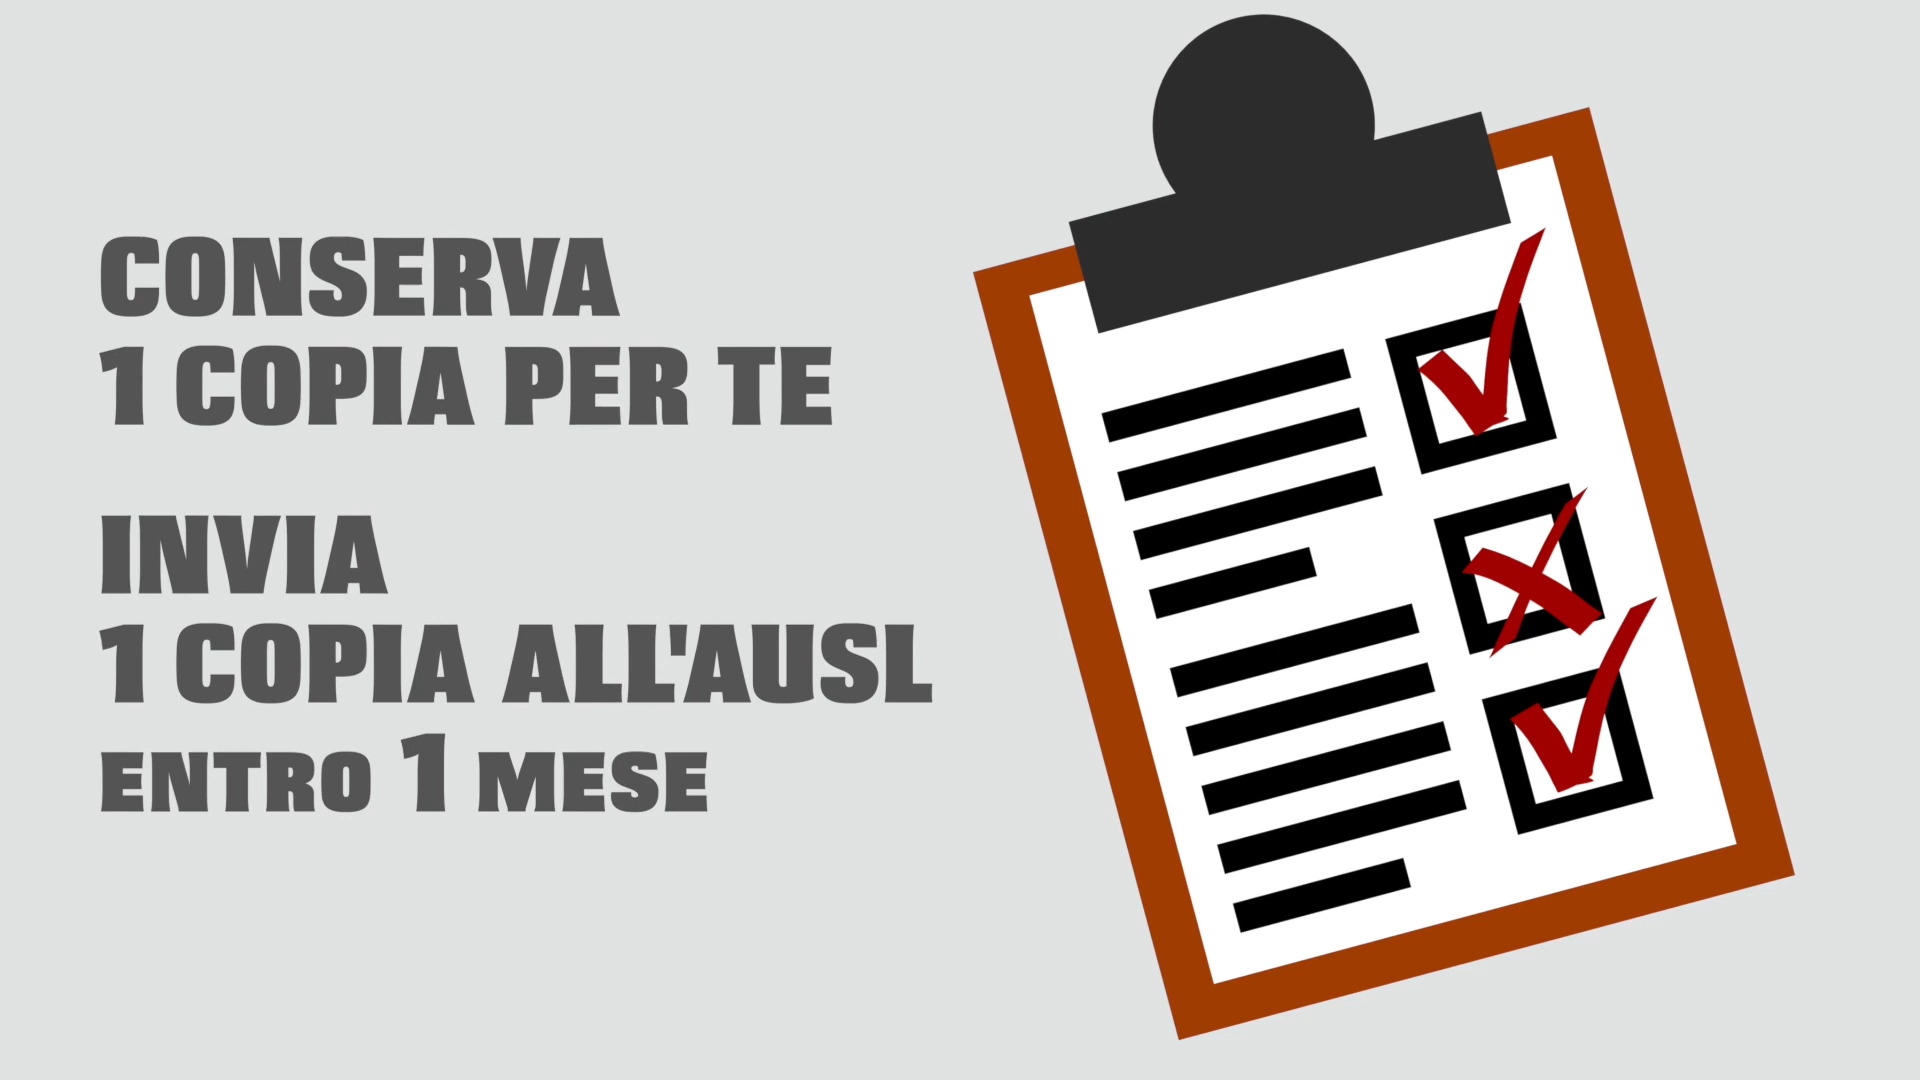 CONSERVA
1 COPIA PER TE
INVIA
1 COPIA ALL'AUSL
ENTRO 1 MESE